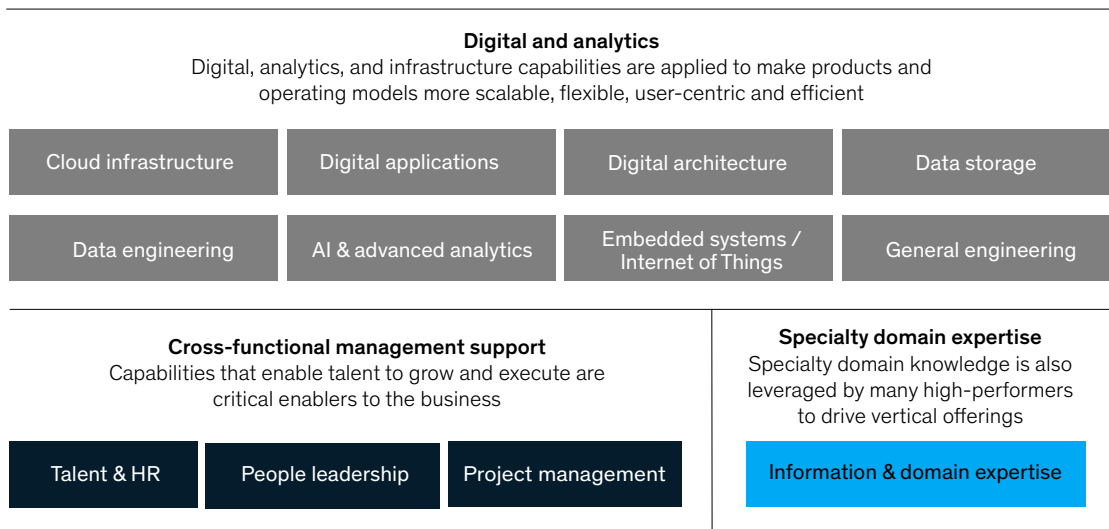 Digital and analytics
Digital, analytics, and infrastructure capabilities are applied to make products and
operating models more scalable, flexible, user-centric and efficient
Cloud infrastructure
Digital applications
Digital architecture
Data storage
Data engineering
AI & advanced analytics
Embedded systems /
Internet of Things
General engineering
Cross-functional management support
Capabilities that enable talent to grow and execute are
critical enablers to the business
Talent & HR
People leadership
Project management
Specialty domain expertise
Specialty domain knowledge is also
leveraged by many high-performers
to drive vertical offerings
Information & domain expertise